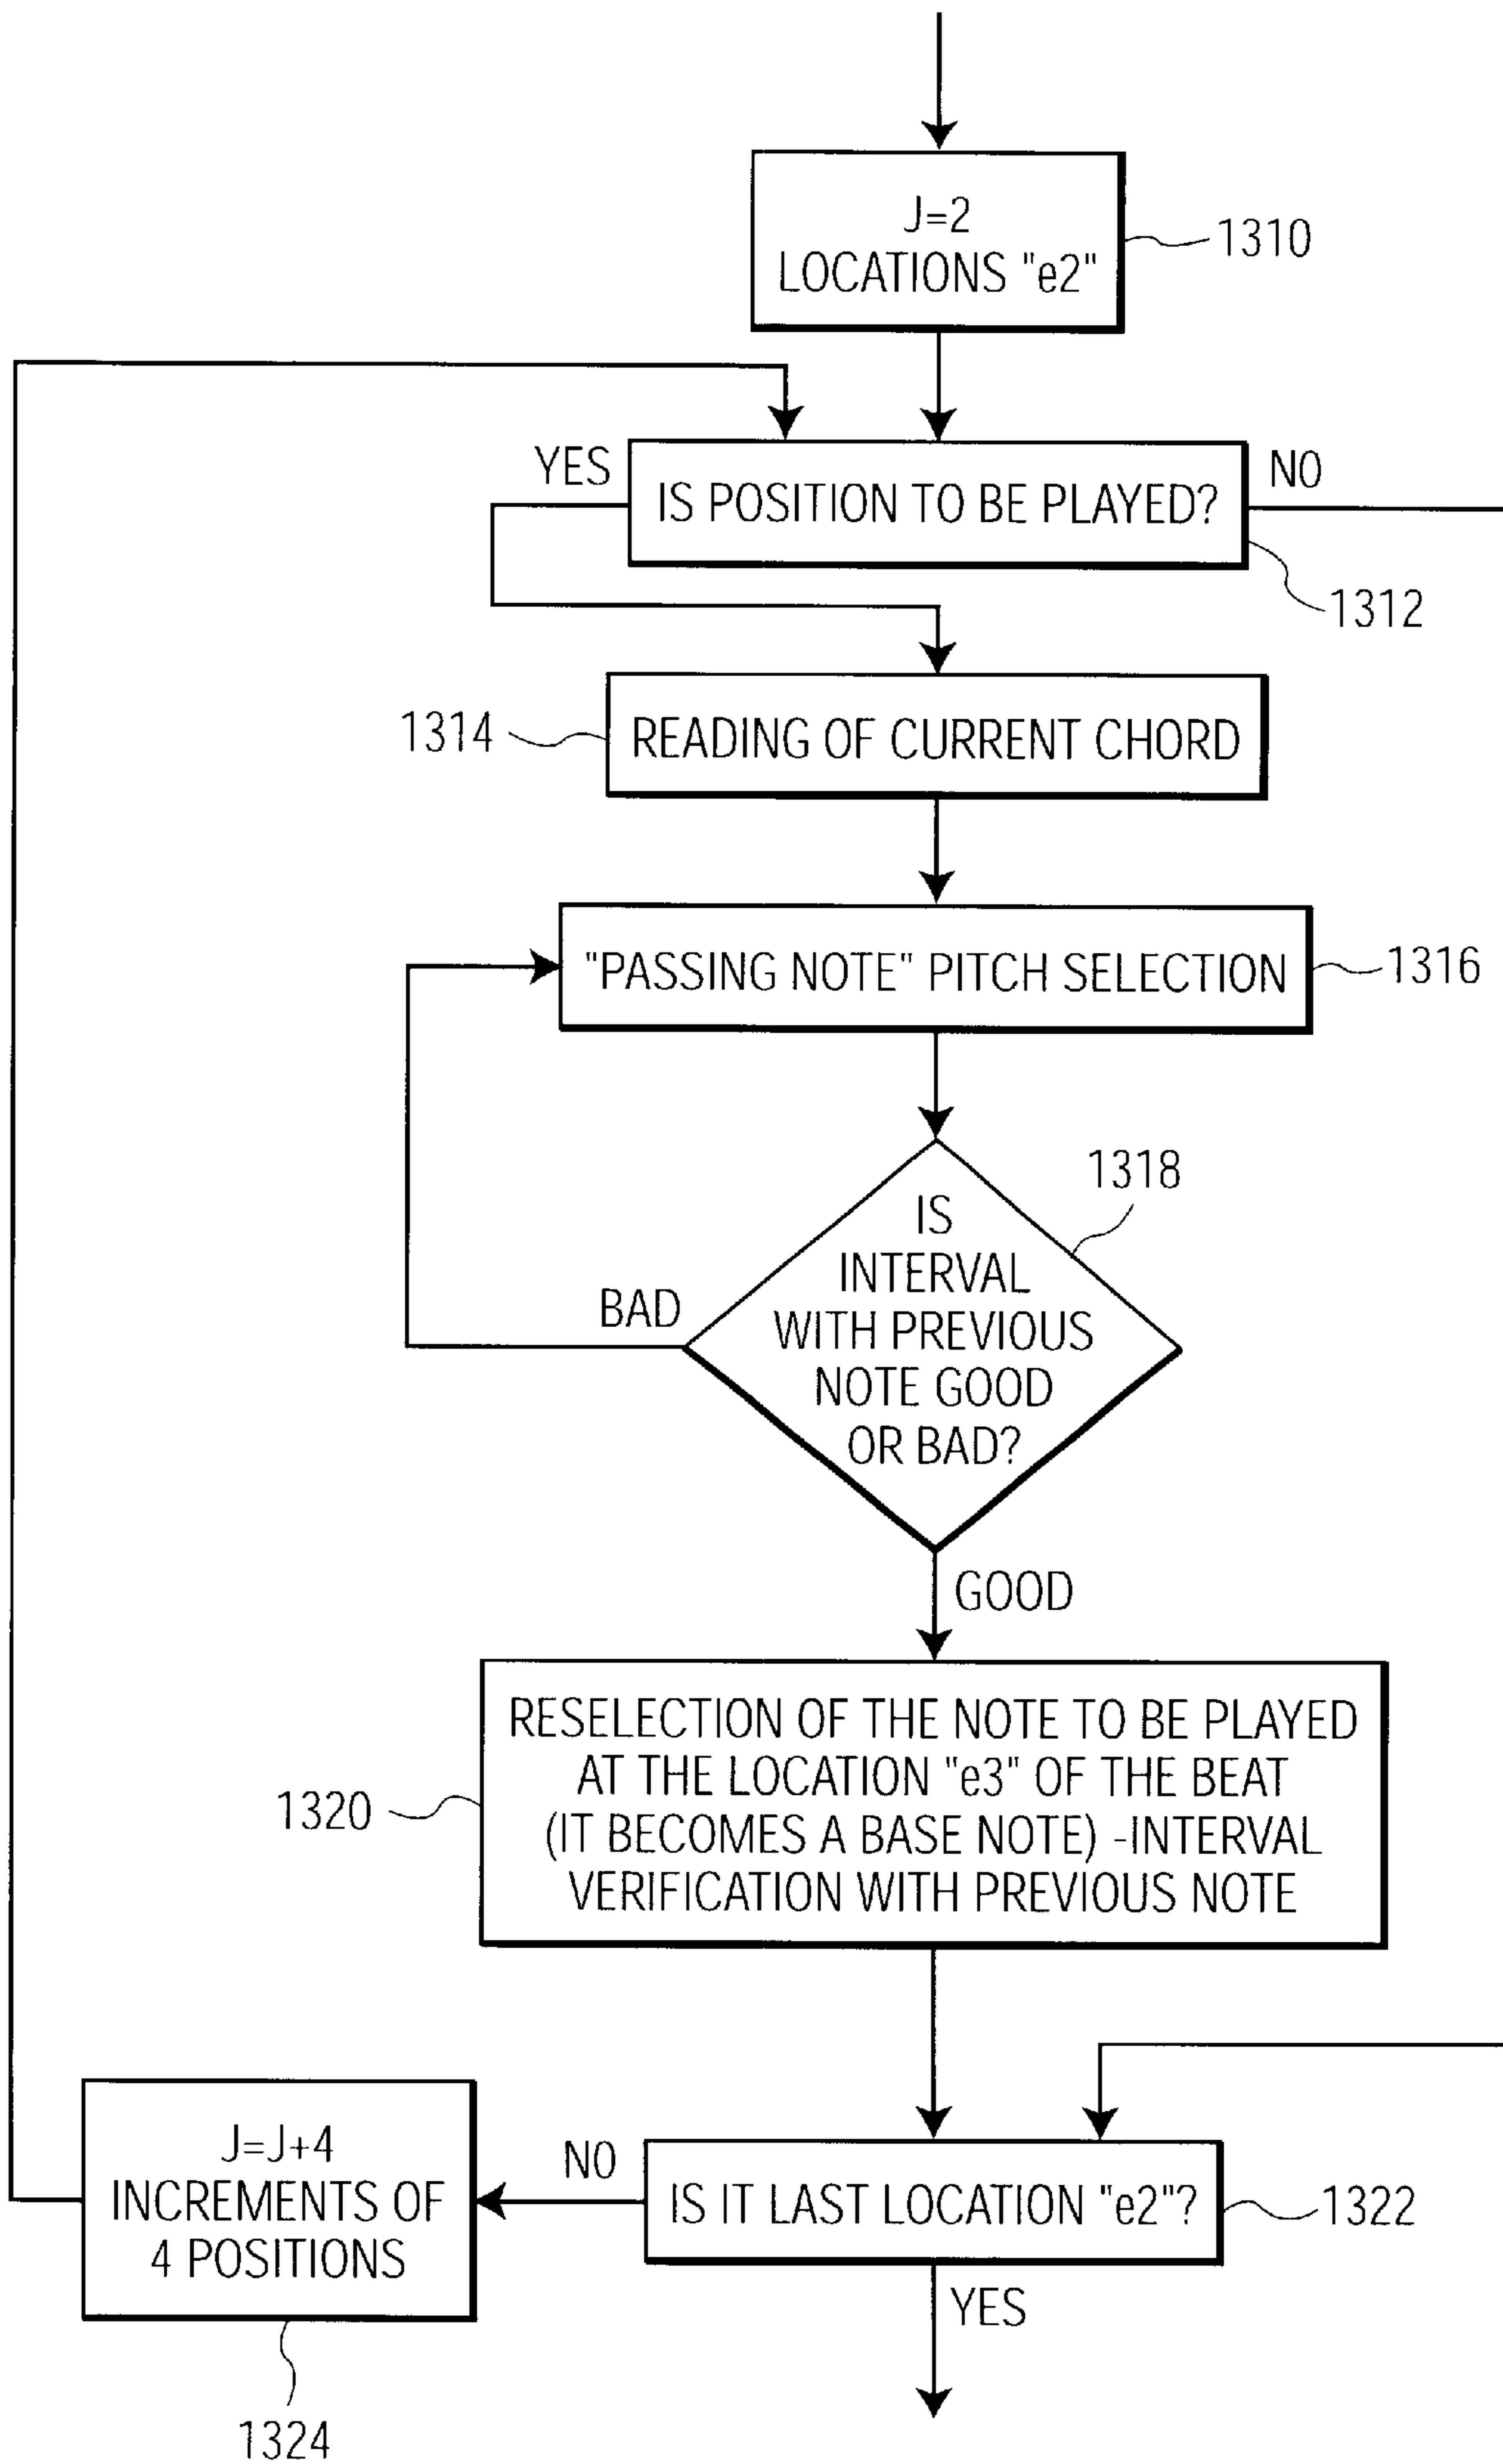 J=2
LOCATIONS "e2"
1310
YES
IS POSITION TO BE PLAYED?
NO
1312
1314
READING OF CURRENT CHORD
"PASSING NOTE" PITCH SELECTION
1316
1318
IS
INTERVAL
WITH PREVIOUS
NOTE GOOD
OR BAD?
BAD
GOOD
RESELECTION OF THE NOTE TO BE PLAYED
AT THE LOCATION "e3" OF THE BEAT
(IT BECOMES A BASE NOTE) -INTERVAL
VERIFICATION WITH PREVIOUS NOTE
1320
J=J+4
INCREMENTS OF
4 POSITIONS
NO
IS IT LAST LOCATION "e2"?
1322
YES
1324